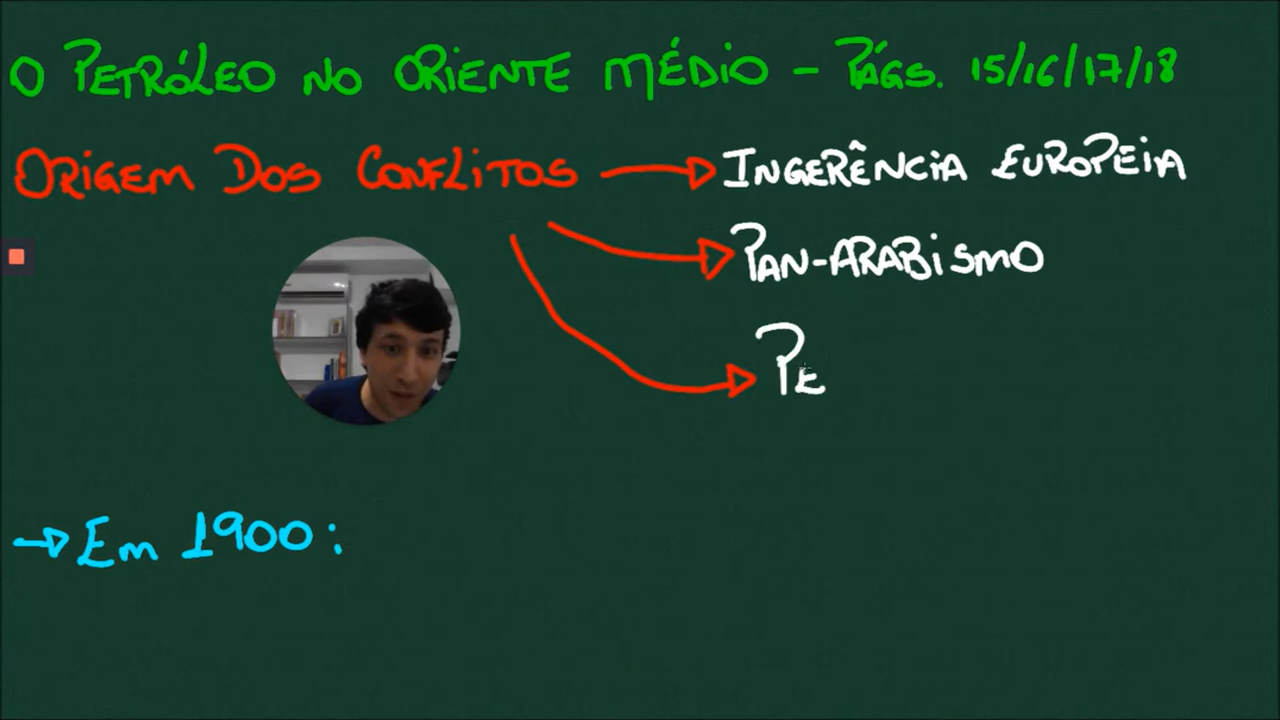 O PETRÓLEO NO ORIENTE MÉDIO - PÁGS. 15/16/17/18
ORIGEM DOS CONFLITOS → INGERÊNCIA EUROPEIA
PAN-ARABISMO
PE
→ Em 1900: